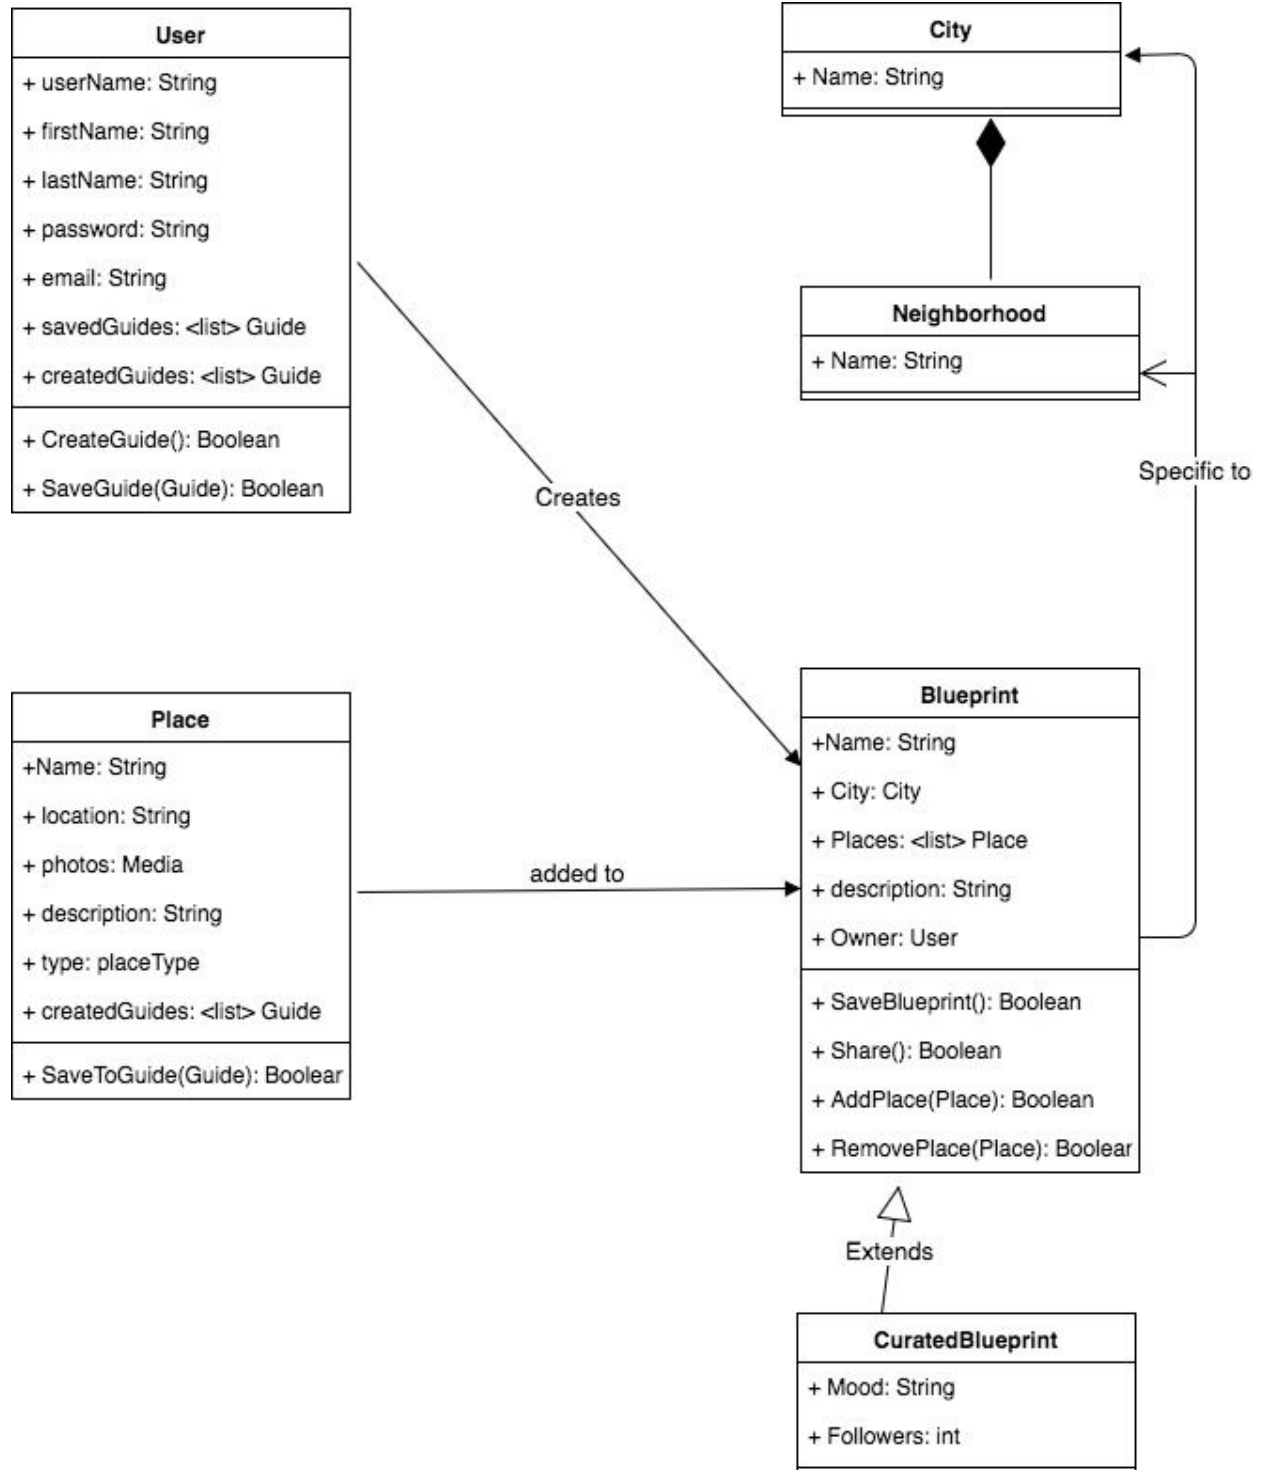 User
+ userName: String
+ firstName: String
+ lastName: String
+ password: String
+ email: String
+ savedGuides: <list> Guide
+ createdGuides: <list> Guide
+ CreateGuide(): Boolean
+ SaveGuide(Guide): Boolean
City
+ Name: String
Neighborhood
+ Name: String
Specific to
Creates
Place
+Name: String
+ location: String
+ photos: Media
+ description: String
+ type: placeType
+ createdGuides: <list> Guide
+ SaveToGuide(Guide): Boolear
added to
Blueprint
+Name: String
+ City: City
+ Places: <list> Place
+ description: String
+ Owner: User
+ SaveBlueprint(): Boolean
+ Share(): Boolean
+ AddPlace(Place): Boolean
+ RemovePlace(Place): Boolear
Extends
CuratedBlueprint
+ Mood: String
+ Followers: int